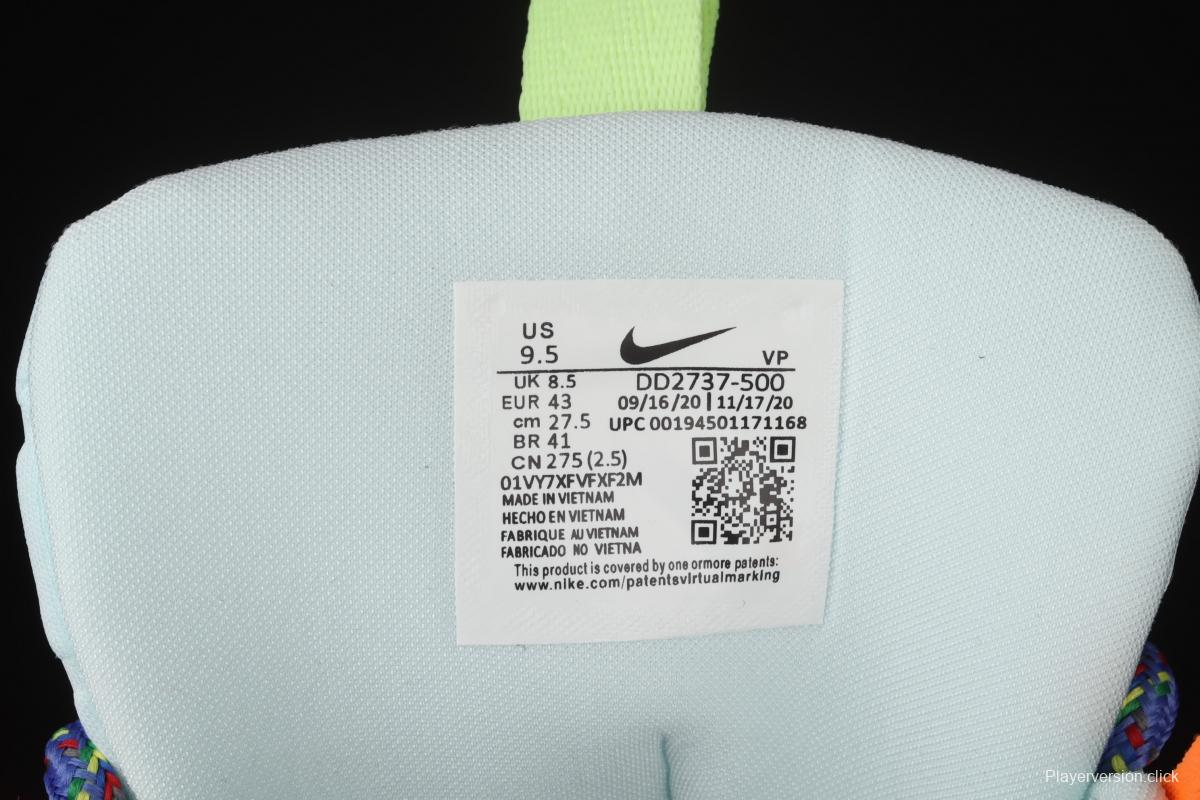 US
9.5
VP
UK 8.5
DD2737-500
EUR 43
09/16/20 | 11/17/20
cm 27.5
UPC 00194501171168
BR 41
CN 275 (2.5)
01VY7XFVFXF2M
MADE IN VIETNAM
HECHO EN VIETNAM
FABRIQUE AU VIETNAM
FABRICADO NO VIETNA
This product is covered by one ormore patents:
www.nike.com/patentsvirtualmarking
Playerversion.click